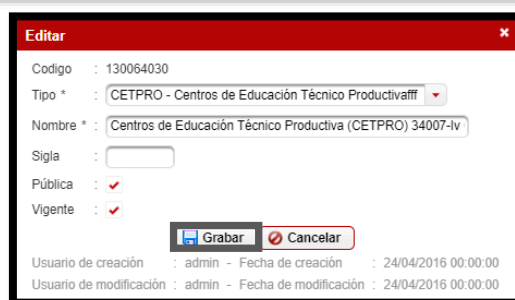 Editar
Codigo : 130064030
Tipo * : CETPRO - Centros de Educación Técnico Productivafff
Nombre * : Centros de Educación Técnico Productiva (CETPRO) 34007-lv
Sigla :
Pública :
Vigente :
Grabar Cancelar
Usuario de creación : admin - Fecha de creación : 24/04/2016 00:00:00
Usuario de modificación : admin - Fecha de modificación : 24/04/2016 00:00:00